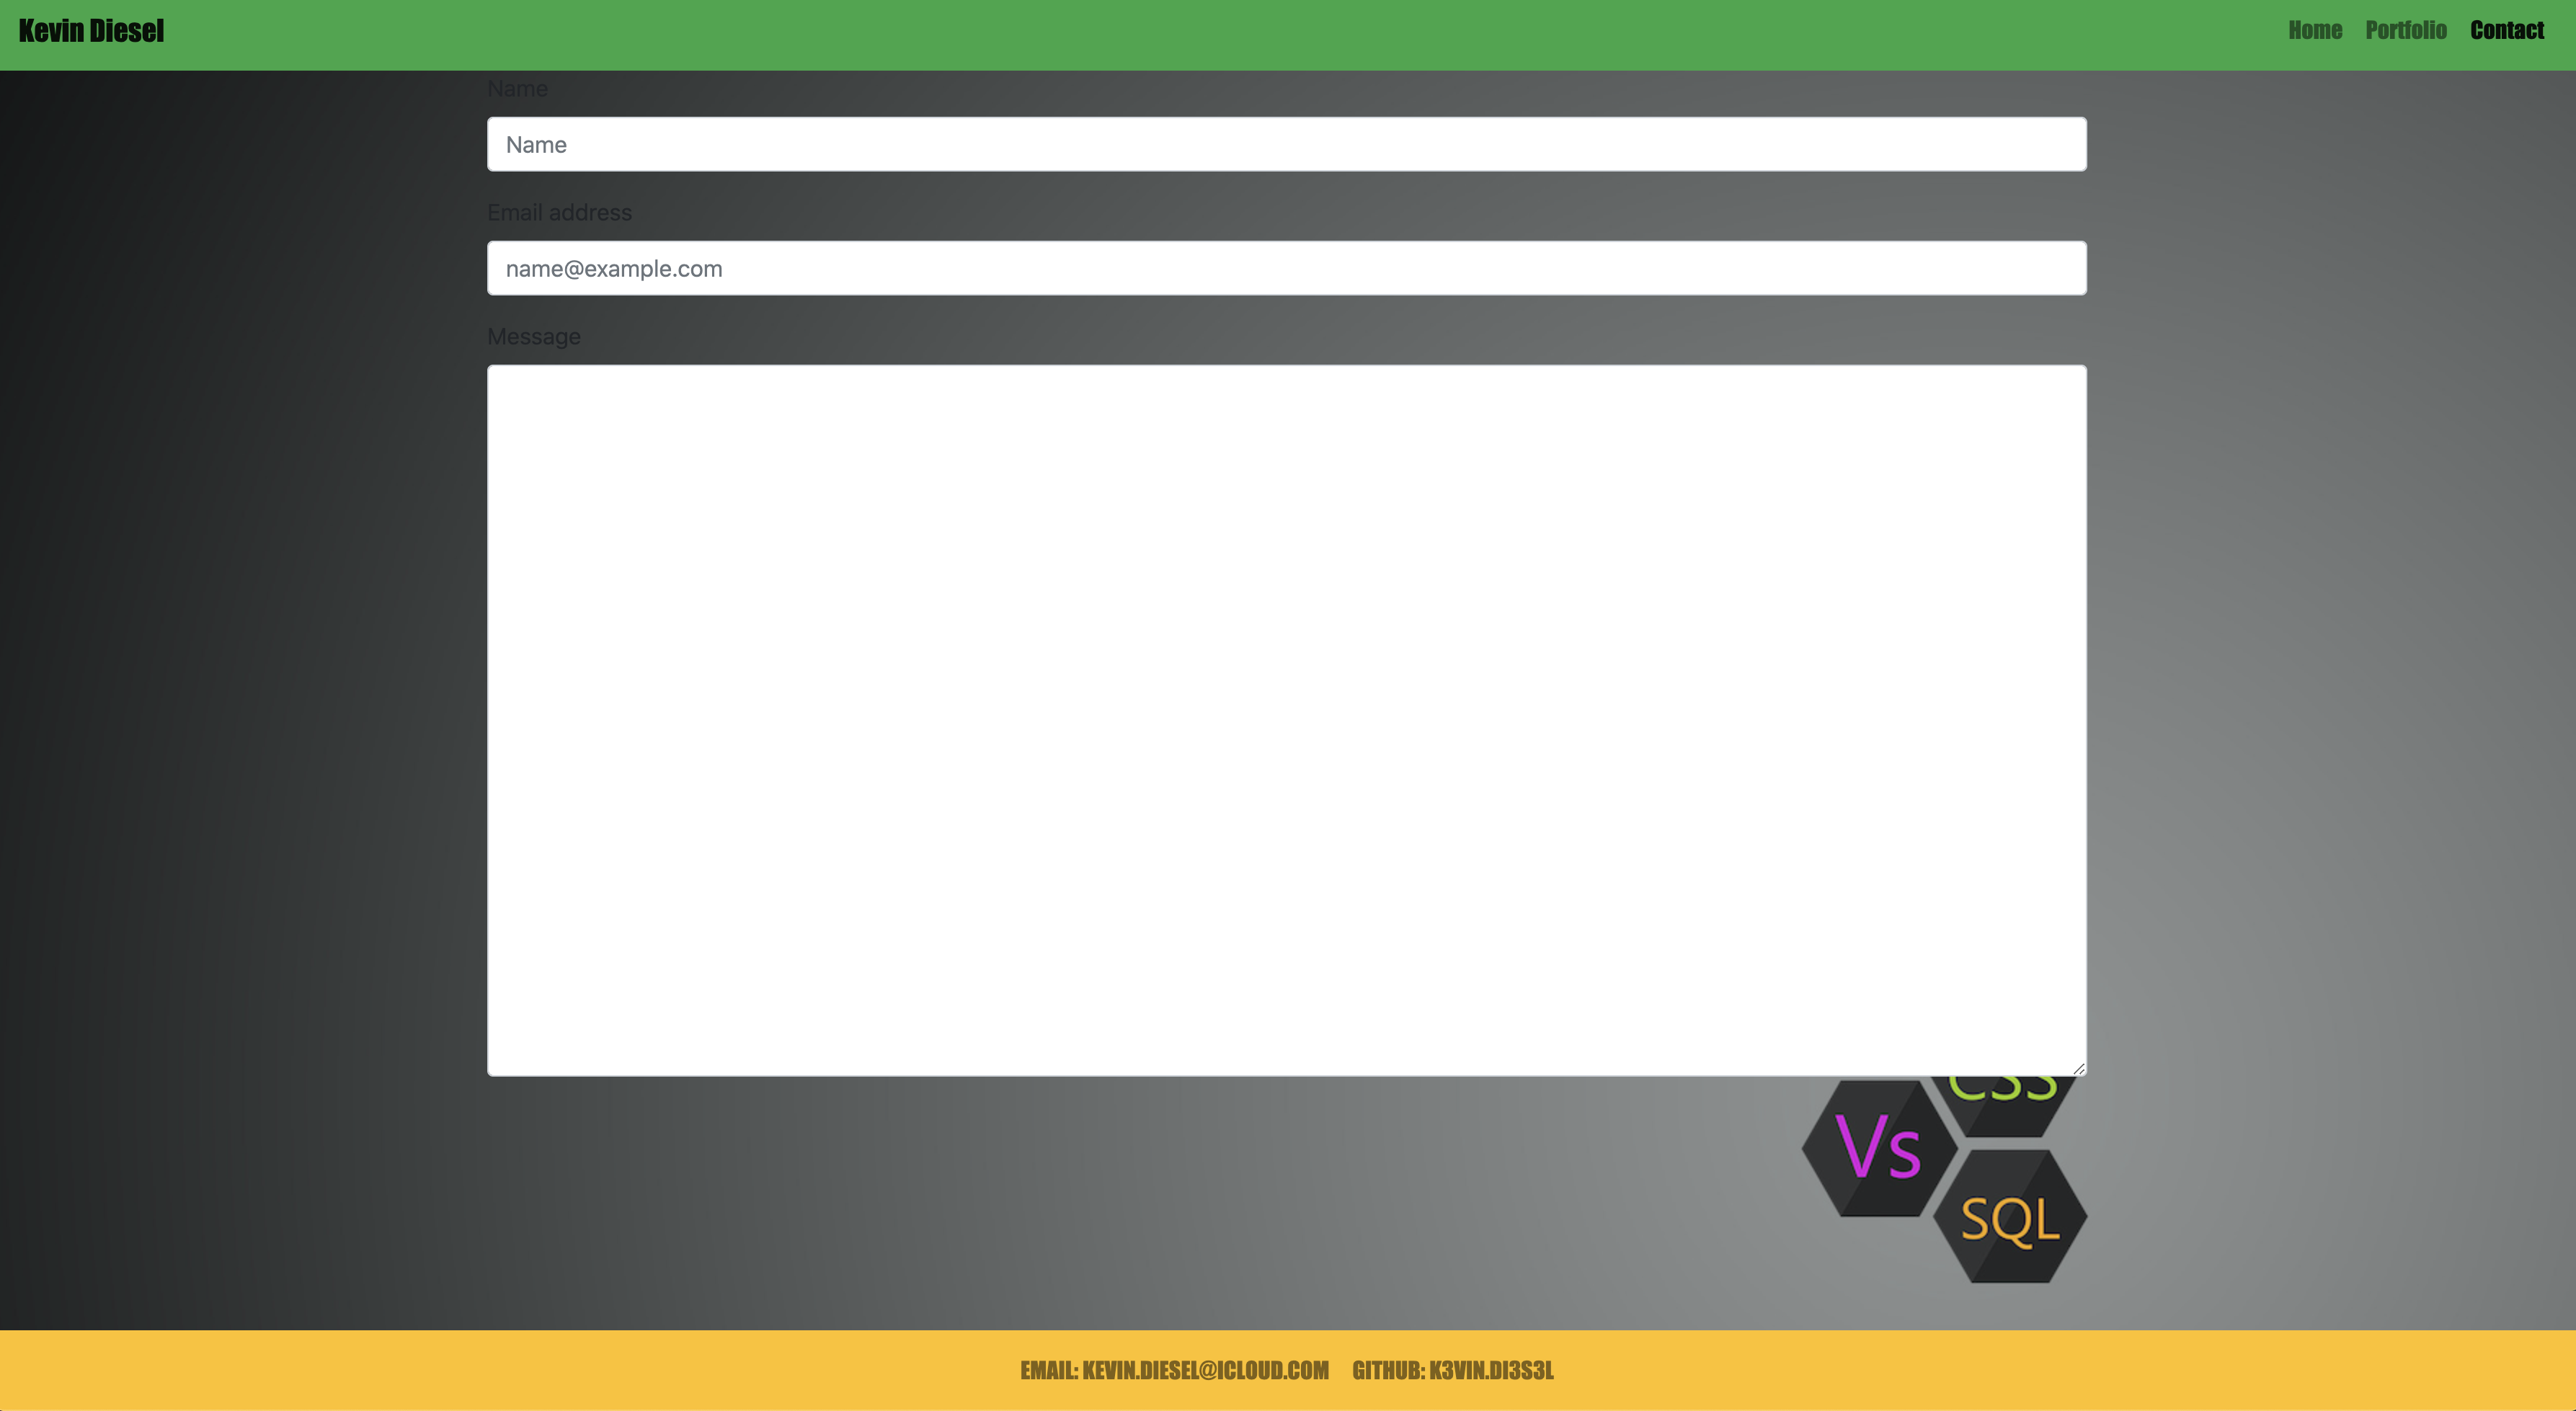 Kevin Diesel
Home Portfolio Contact
Name
Name
Email address
name@example.com
Message
CSS
Vs
SQL
EMAIL: KEVIN.DIESEL@ICLOUD.COM GITHUB: K3VIN.DI3S3L